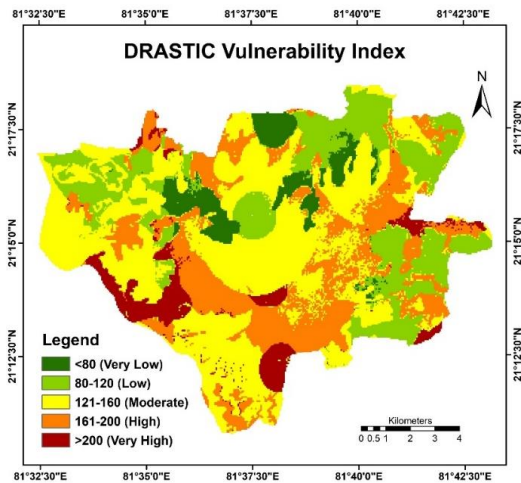 81°32'30"E 81°35'0"E 81°37'30"E 81°40'0"E 81°42'30"E
DRASTIC Vulnerability Index
N
21°17'30"N 21°17'30"N
21°15'0"N 21°15'0"N
21°12'30"N 21°12'30"N
Legend
<80 (Very Low)
80-120 (Low)
121-160 (Moderate)
161-200 (High)
>200 (Very High)
Kilometers
0 0.5 1 2 3 4
81°32'30"E 81°35'0"E 81°37'30"E 81°40'0"E 81°42'30"E